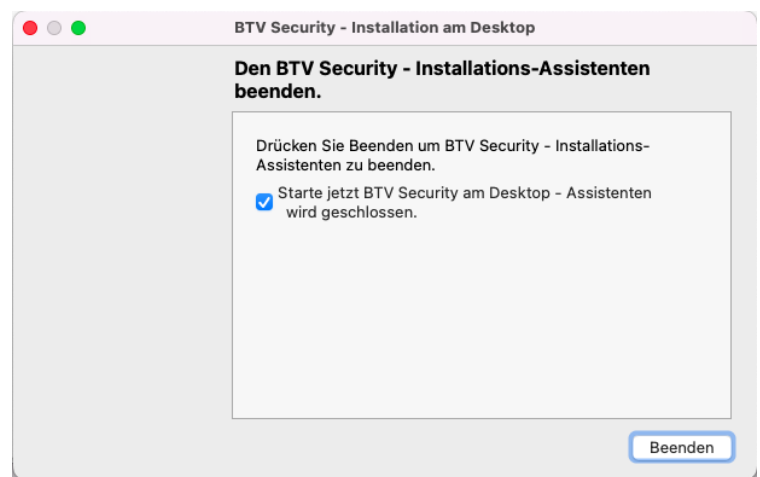 BTV Security - Installation am Desktop
Den BTV Security - Installations-Assistenten
beenden.
Drücken Sie Beenden um BTV Security - Installations-
Assistenten zu beenden.
Starte jetzt BTV Security am Desktop - Assistenten
wird geschlossen.
Beenden